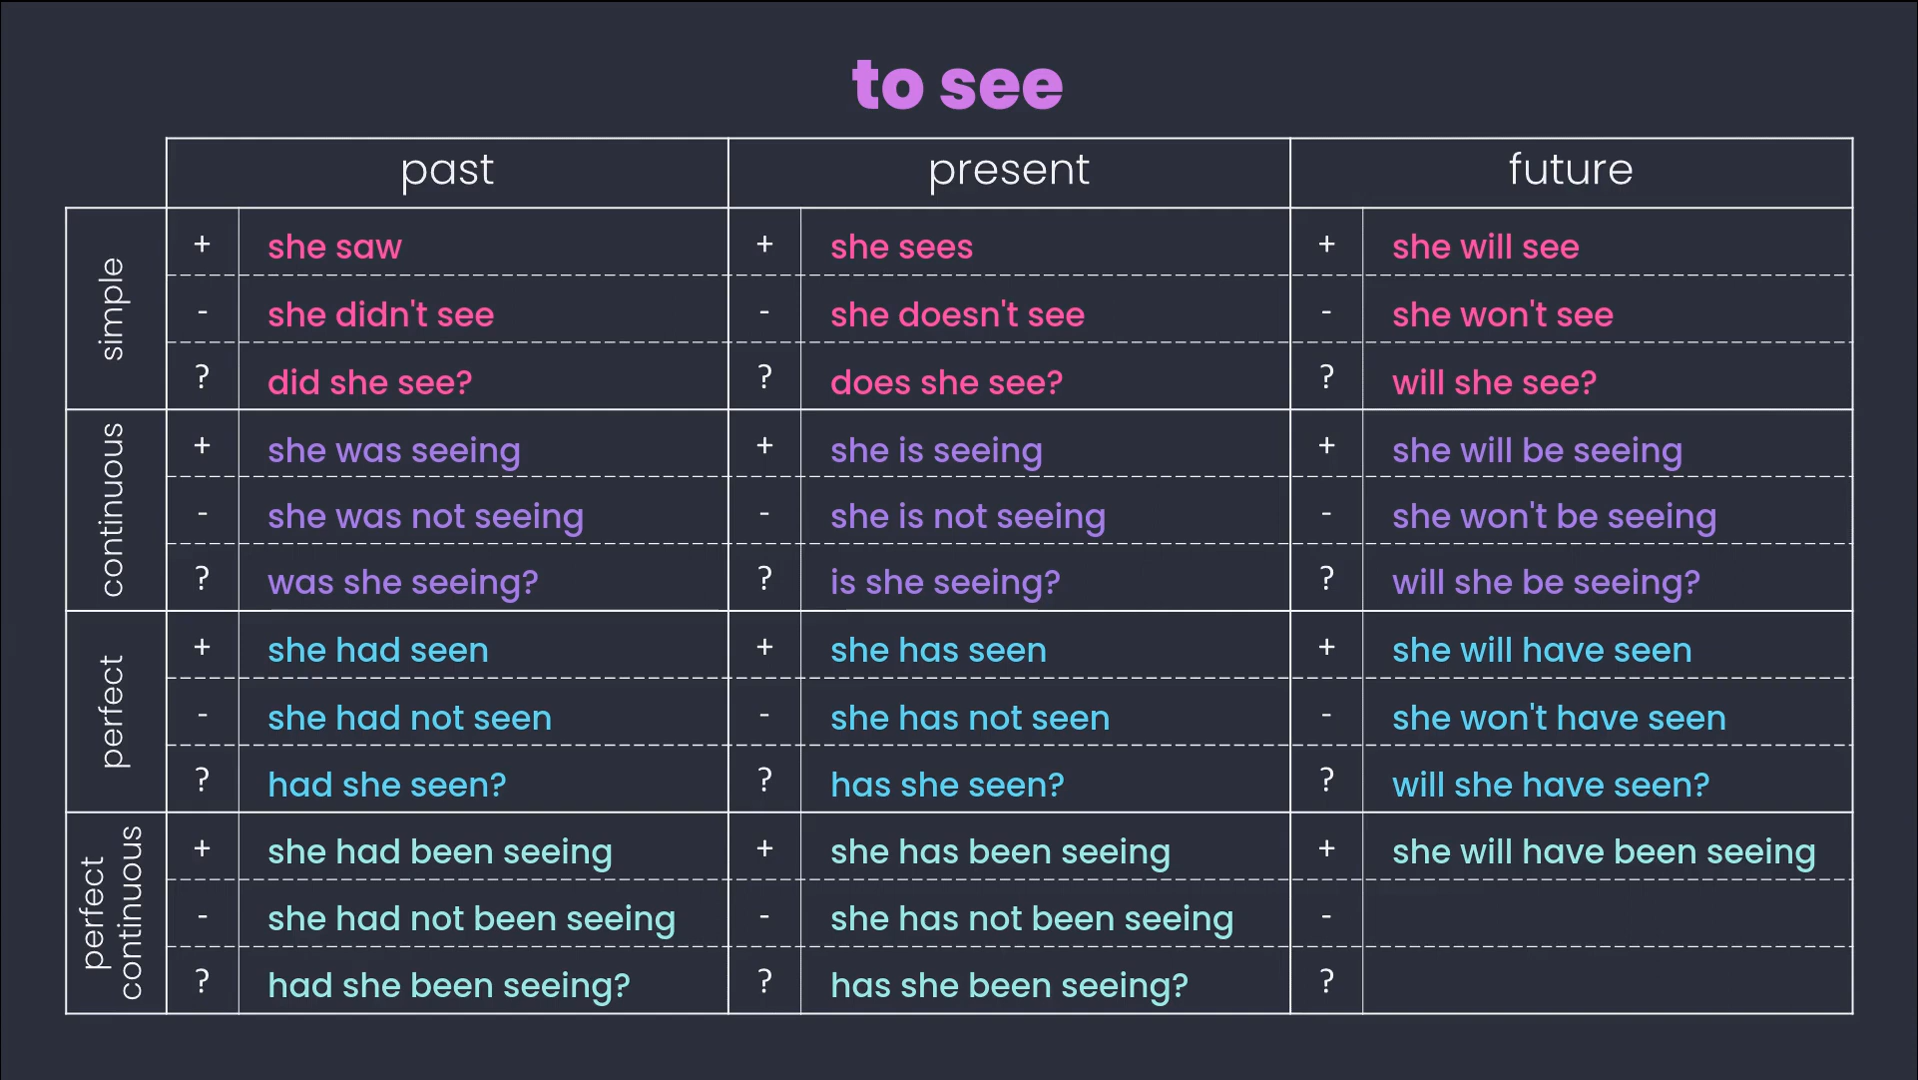 to see
past present future
simple
+ she saw + she sees + she will see
- she didn't see - she doesn't see - she won't see
? did she see? ? does she see? ? will she see?
continuous
+ she was seeing + she is seeing + she will be seeing
- she was not seeing - she is not seeing - she won't be seeing
? was she seeing? ? is she seeing? ? will she be seeing?
perfect
+ she had seen + she has seen + she will have seen
- she had not seen - she has not seen - she won't have seen
? had she seen? ? has she seen? ? will she have seen?
perfect
continuous
+ she had been seeing + she has been seeing + she will have been seeing
- she had not been seeing - she has not been seeing -
? had she been seeing? ? has she been seeing? ?